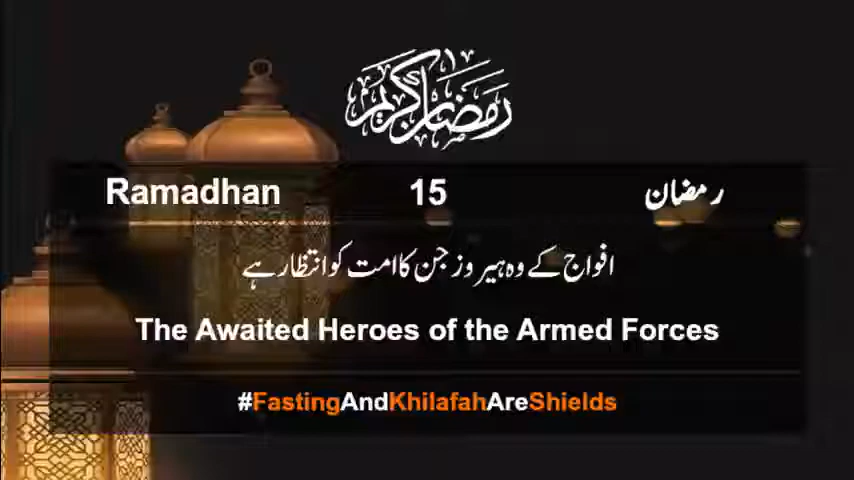 رمضان كريم
Ramadhan 15 رمضان
افواج کے وہ ہیروز جن کا امت کو انتظار ہے
The Awaited Heroes of the Armed Forces
#FastingAndKhilafahAreShields